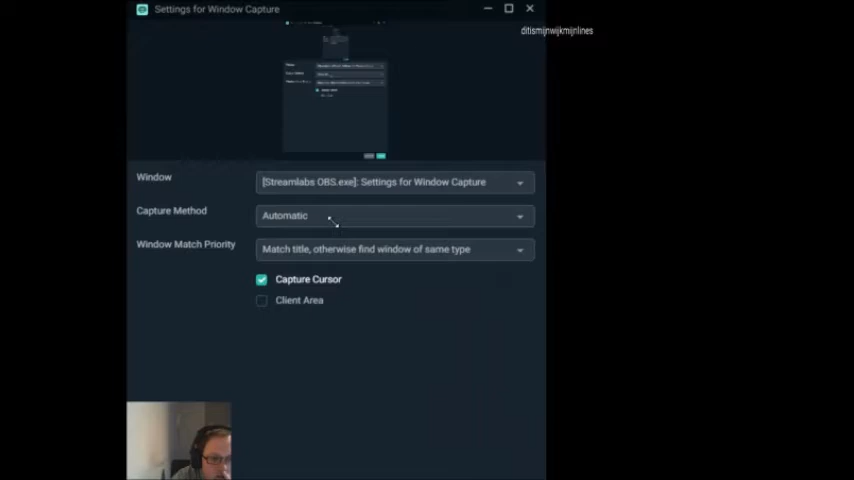 Settings for Window Capture
ditismijnwijkmijnlines
Window
[Streamlabs OBS.exe]: Settings for Window Capture
Capture Method
Automatic
Window Match Priority
Match title, otherwise find window of same type
Capture Cursor
Client Area